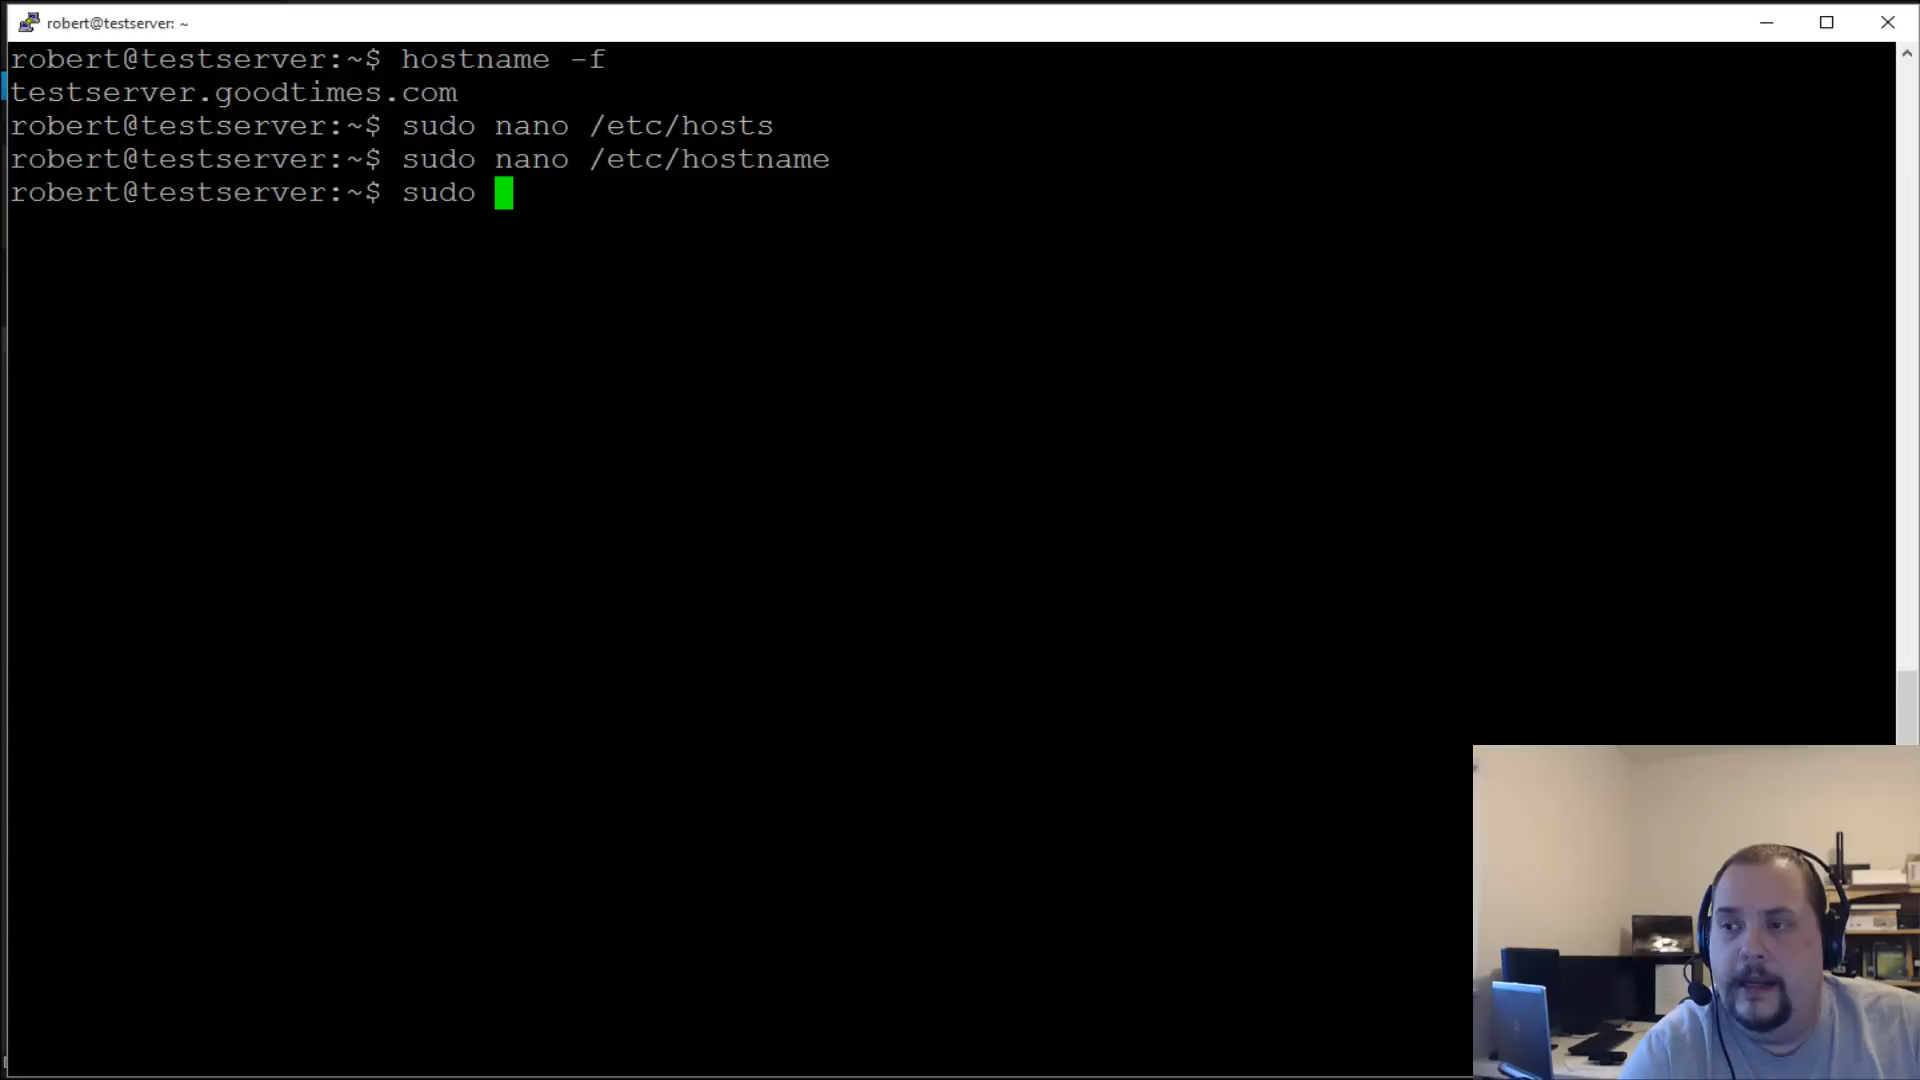 robert@testserver: ~
robert@testserver:~$ hostname -f
testserver.goodtimes.com
robert@testserver:~$ sudo nano /etc/hosts
robert@testserver:~$ sudo nano /etc/hostname
robert@testserver:~$ sudo